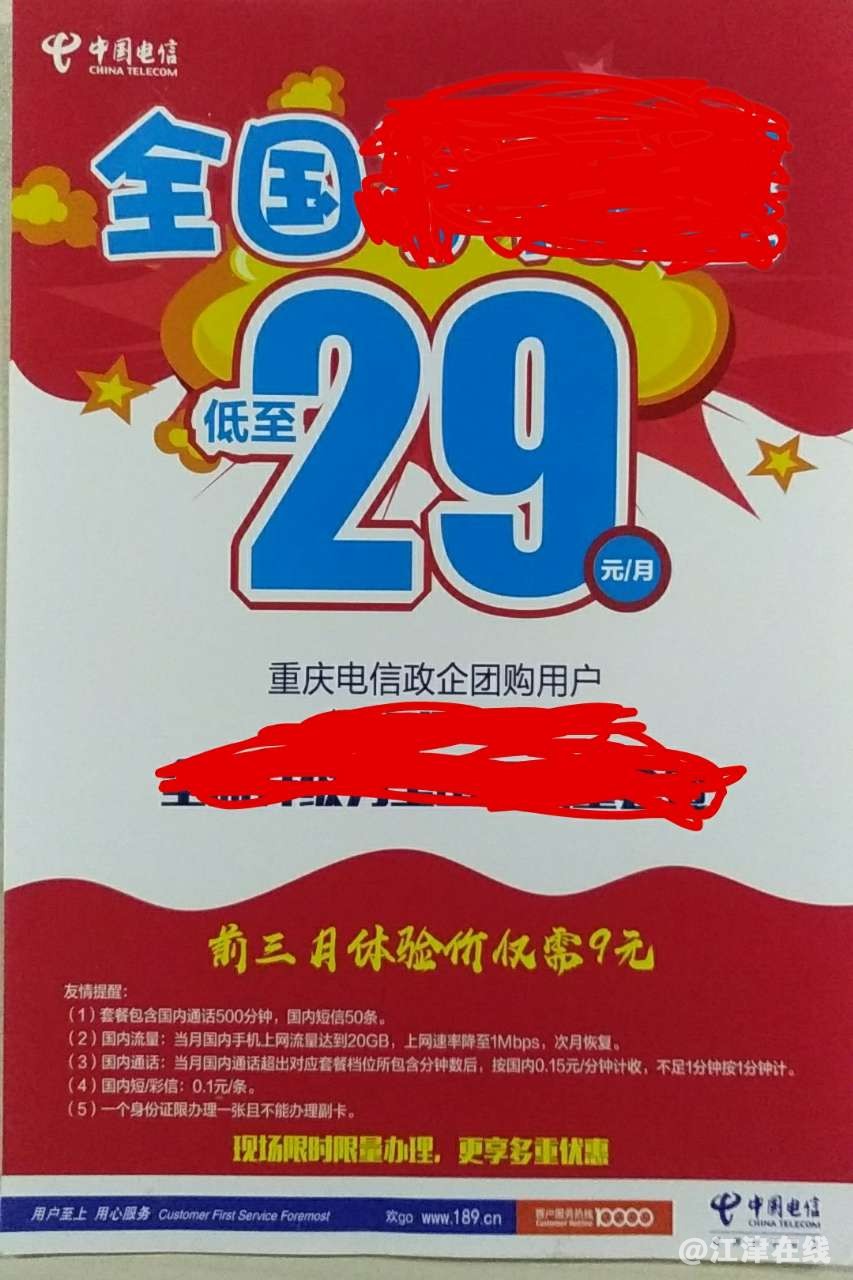 中国电信
CHINA TELECOM
全国
低至
29
元/月
重庆电信政企团购用户
前三月体验价仅需9元
友情提醒：
（1）套餐包含国内通话500分钟，国内短信50条。
（2）国内流量：当月国内手机上网流量达到20GB，上网速率降至1Mbps，次月恢复。
（3）国内通话：当月国内通话超出对应套餐档位所包含分钟数后，按国内0.15元/分钟计收，不足1分钟按1分钟计。
（4）国内短/彩信：0.1元/条。
（5）一个身份证限办理一张且不能办理副卡。
现场限时限量办理，更享多重优惠
用户至上 用心服务 Customer First Service Foremost
欢go www.189.cn
客户服务热线
Customer Hotline
10000
中国电信
CHINA TELECOM
@江津在线